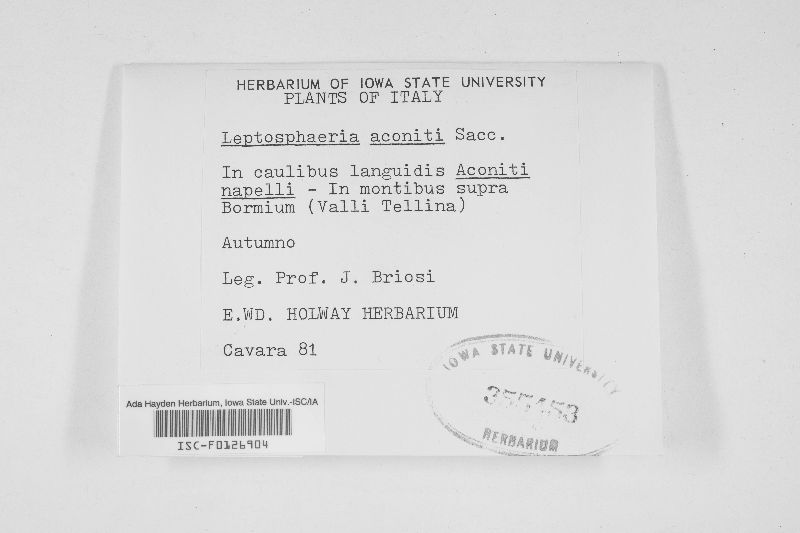 HERBARIUM OF IOWA STATE UNIVERSITY
PLANTS OF ITALY
Leptosphaeria aconiti Sacc.
In caulibus languidis Aconiti
napelli - In montibus supra
Bormium (Valli Tellina)
Autumno
Leg. Prof. J. Briosi
E.WD. HOLWAY HERBARIUM
Cavara 81
IOWA STATE UNIVERSITY
355453
HERBARIUM
Ada Hayden Herbarium, Iowa State Univ.-ISC/IA
ISC-F0126904